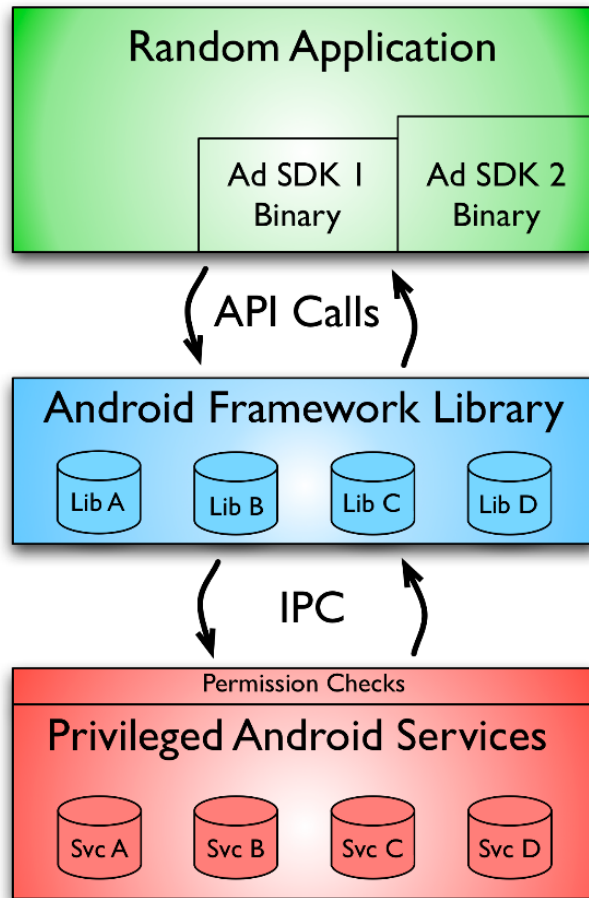 Random Application
Ad SDK 1
Binary
Ad SDK 2
Binary
API Calls
Android Framework Library
Lib A
Lib B
Lib C
Lib D
IPC
Permission Checks
Privileged Android Services
Svc A
Svc B
Svc C
Svc D